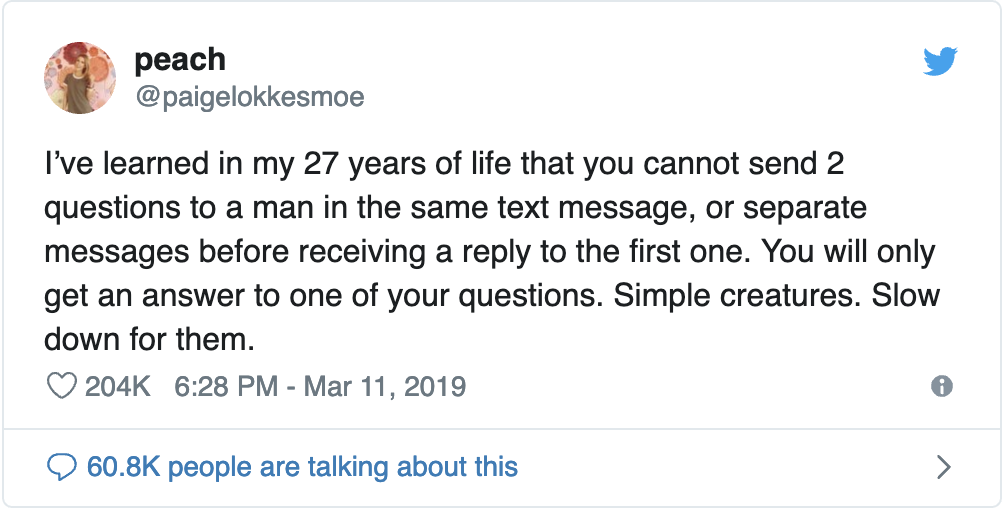 peach
@paigelokkesmoe
I’ve learned in my 27 years of life that you cannot send 2
questions to a man in the same text message, or separate
messages before receiving a reply to the first one. You will only
get an answer to one of your questions. Simple creatures. Slow
down for them.
204K 6:28 PM - Mar 11, 2019
60.8K people are talking about this